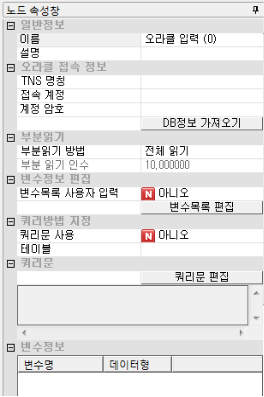 노드 속성창
일반정보
이름 오라클 입력 (0)
설명
오라클 접속 정보
TNS 명칭
접속 계정
계정 암호
DB정보 가져오기
부분읽기
부분읽기 방법 전체 읽기
부분 읽기 인수 10,000000
변수정보 편집
변수목록 사용자 입력 N 아니오
변수목록 편집
쿼리방법 지정
쿼리문 사용 N 아니오
테이블
쿼리문
쿼리문 편집
변수정보
변수명 데이터형